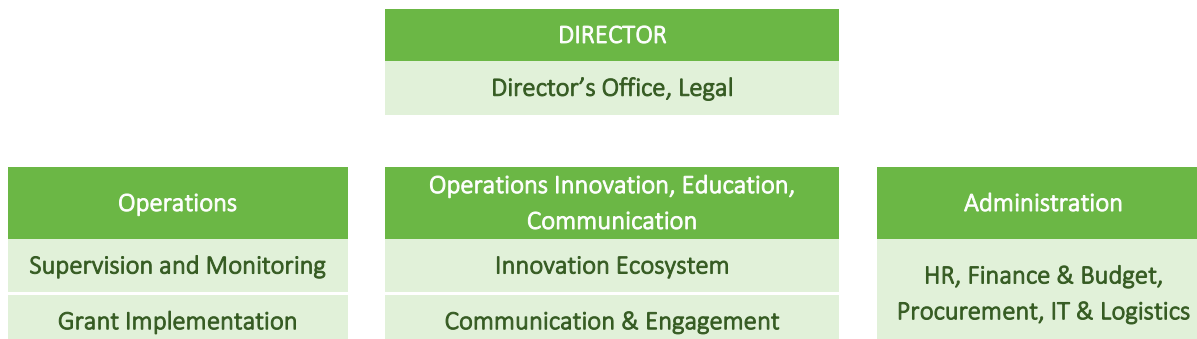 DIRECTOR
Director’s Office, Legal
Operations
Supervision and Monitoring
Grant Implementation
Operations Innovation, Education,
Communication
Innovation Ecosystem
Communication & Engagement
Administration
HR, Finance & Budget,
Procurement, IT & Logistics